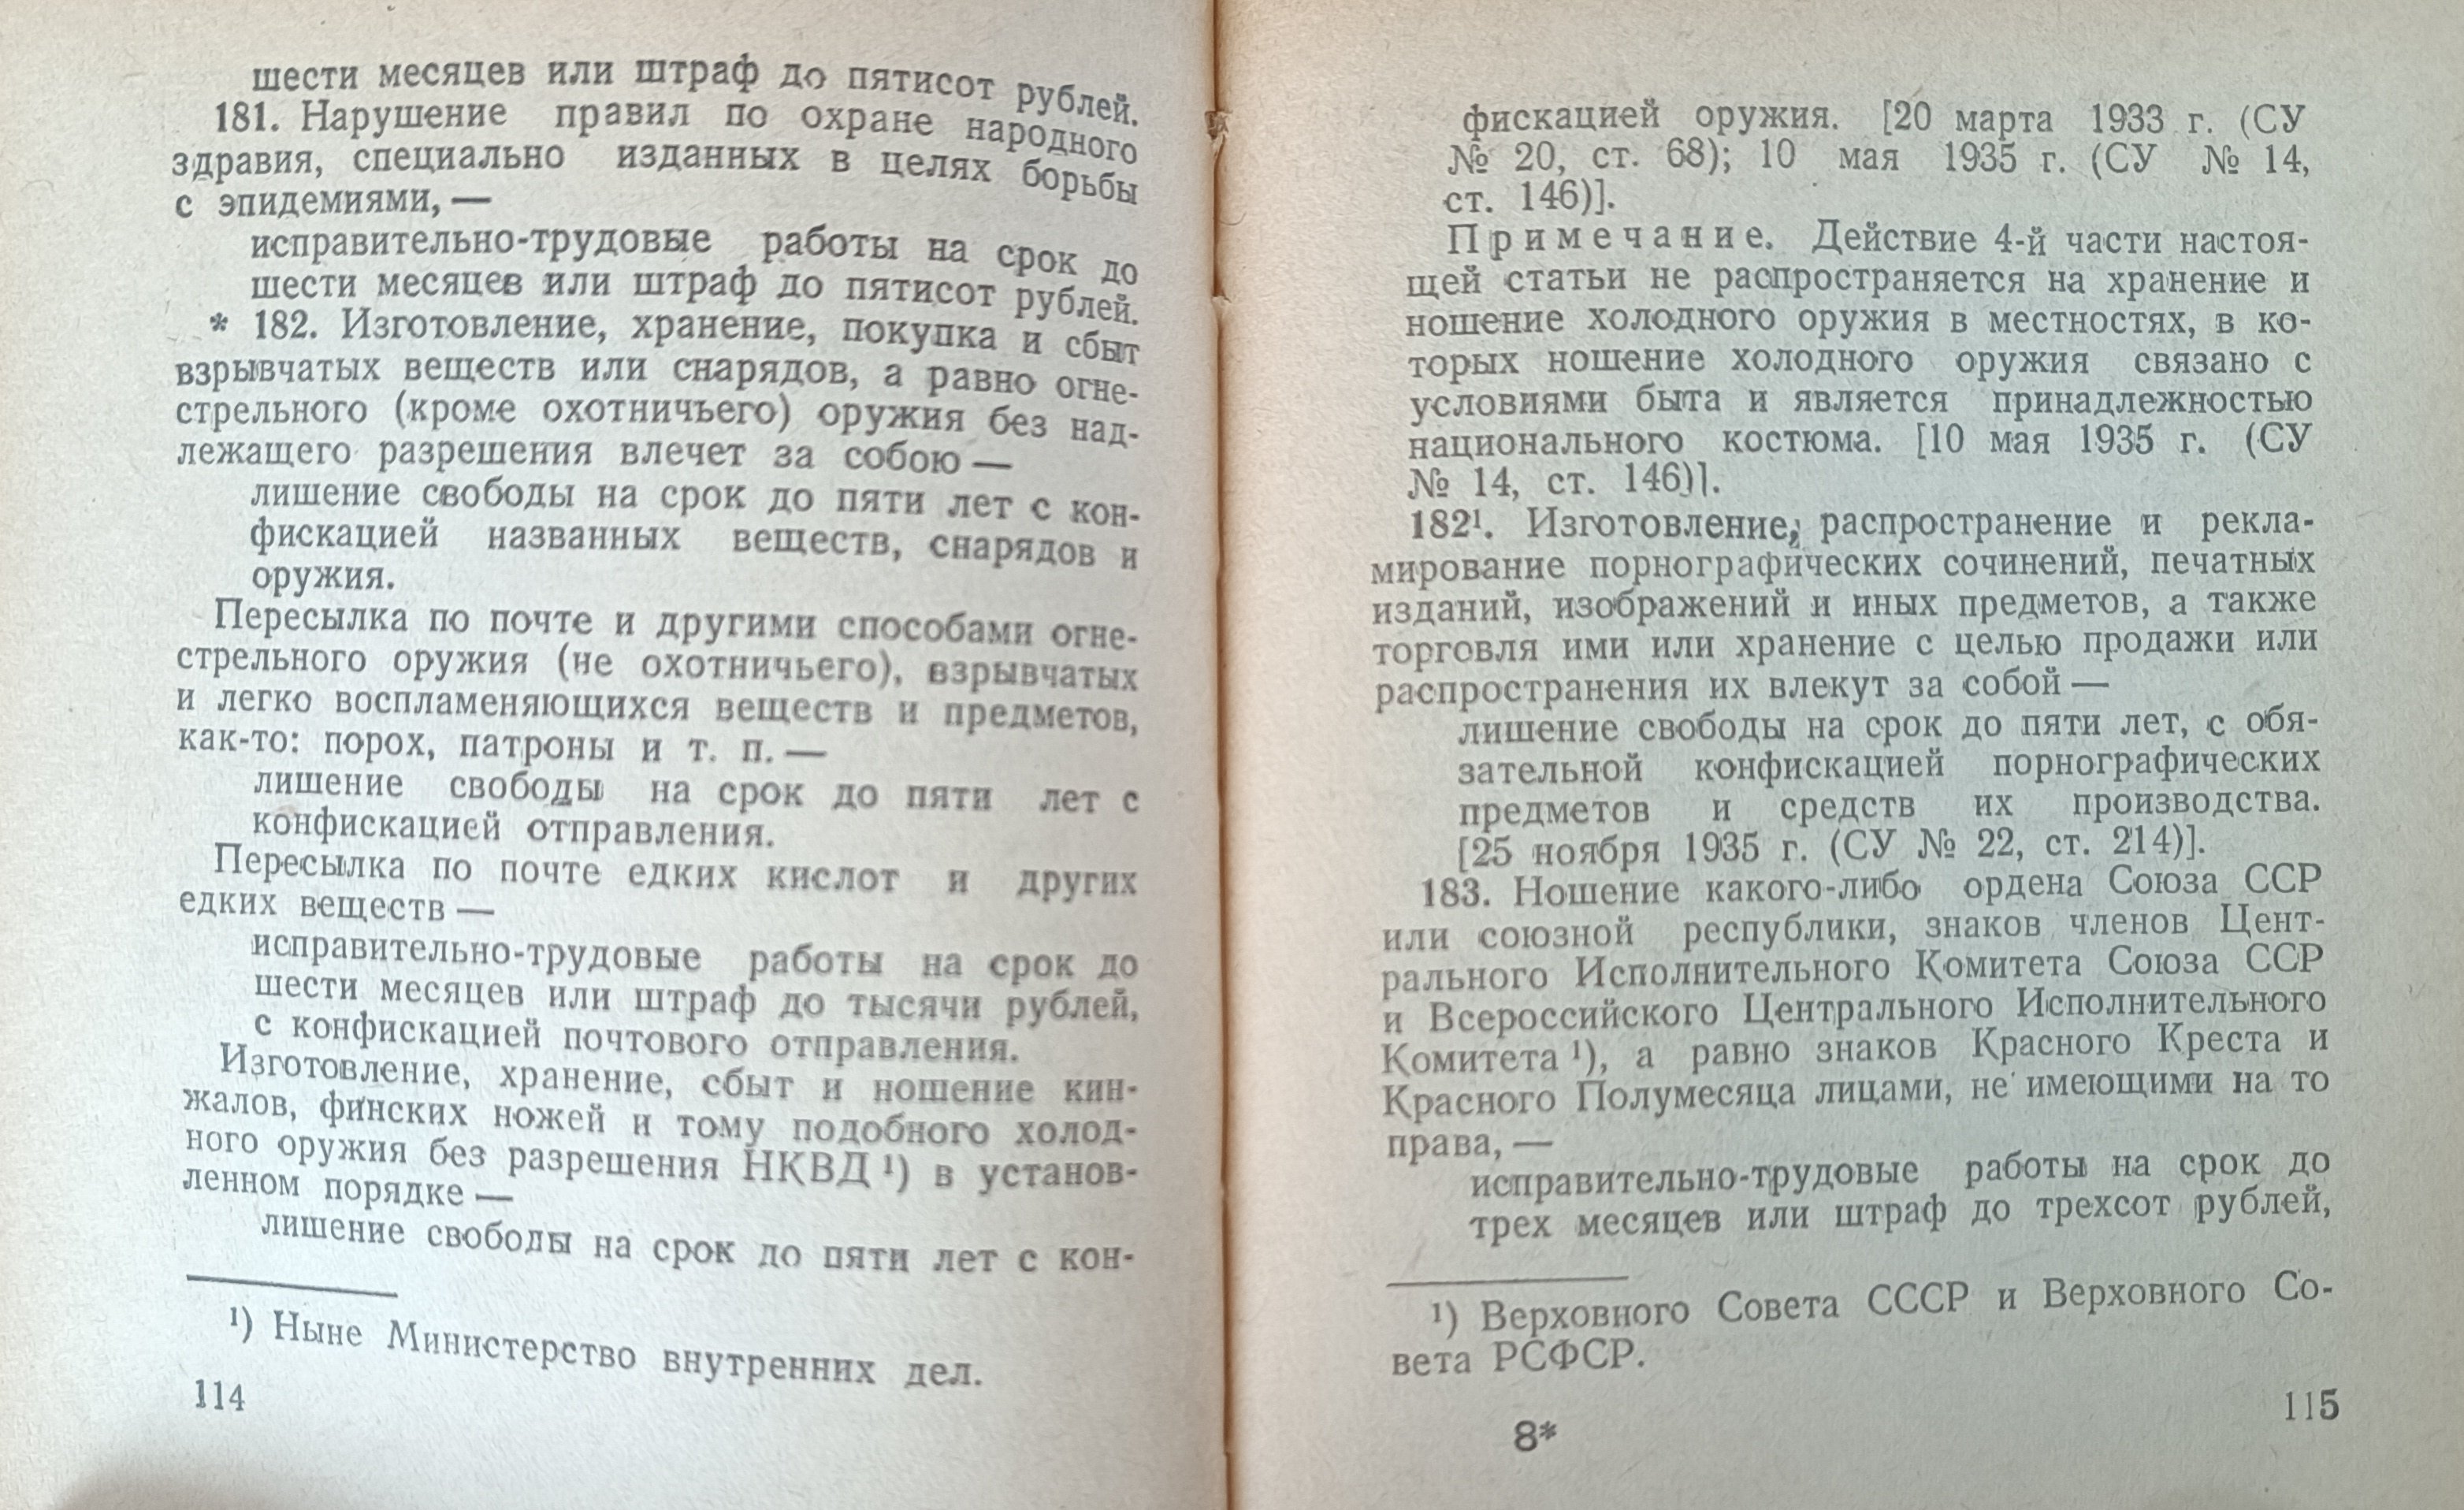 шести месяцев или штраф до пятисот рублей.
181. Нарушение правил по охране народного
здравия, специально изданных в целях борьбы
с эпидемиями, —
исправительно-трудовые работы на срок до
шести месяцев или штраф до пятисот рублей.
* 182. Изготовление, хранение, покупка и сбыт
взрывчатых веществ или снарядов, а равно огне-
стрельного (кроме охотничьего) оружия без над-
лежащего разрешения влечет за собою —
лишение свободы на срок до пяти лет с кон-
фискацией названных веществ, снарядов и
оружия.
Пересылка по почте и другими способами огне-
стрельного оружия (не охотничьего), взрывчатых
и легко воспламеняющихся веществ и предметов,
как-то: порох, патроны и т. п. —
лишение свободы на срок до пяти лет с
конфискацией отправления.
Пересылка по почте едких кислот и других
едких веществ —
исправительно-трудовые работы на срок до
шести месяцев или штраф до тысячи рублей,
с конфискацией почтового отправления.
Изготовление, хранение, сбыт и ношение кин-
жалов, финских ножей и тому подобного холод-
ного оружия без разрешения НКВД ¹) в установ-
ленном порядке —
лишение свободы на срок до пяти лет с кон-
¹) Ныне Министерство внутренних дел.
114
фискацией оружия. [20 марта 1933 г. (СУ
№ 20, ст. 68); 10 мая 1935 г. (СУ № 14,
ст. 146)].
Примечание. Действие 4-й части настоя-
щей статьи не распространяется на хранение и
ношение холодного оружия в местностях, в ко-
торых ношение холодного оружия связано с
условиями быта и является принадлежностью
национального костюма. [10 мая 1935 г. (СУ
№ 14, ст. 146)].
182¹. Изготовление, распространение и рекла-
мирование порнографических сочинений, печатных
изданий, изображений и иных предметов, а также
торговля ими или хранение с целью продажи или
распространения их влекут за собой —
лишение свободы на срок до пяти лет, с обя-
зательной конфискацией порнографических
предметов и средств их производства.
[25 ноября 1935 г. (СУ № 22, ст. 214)].
183. Ношение какого-либо ордена Союза ССР
или союзной республики, знаков членов Цент-
рального Исполнительного Комитета Союза ССР
и Всероссийского Центрального Исполнительного
Комитета ¹), а равно знаков Красного Креста и
Красного Полумесяца лицами, не имеющими на то
права, —
исправительно-трудовые работы на срок до
трех месяцев или штраф до трехсот рублей,
¹) Верховного Совета СССР и Верховного Со-
вета РСФСР.
115
8*